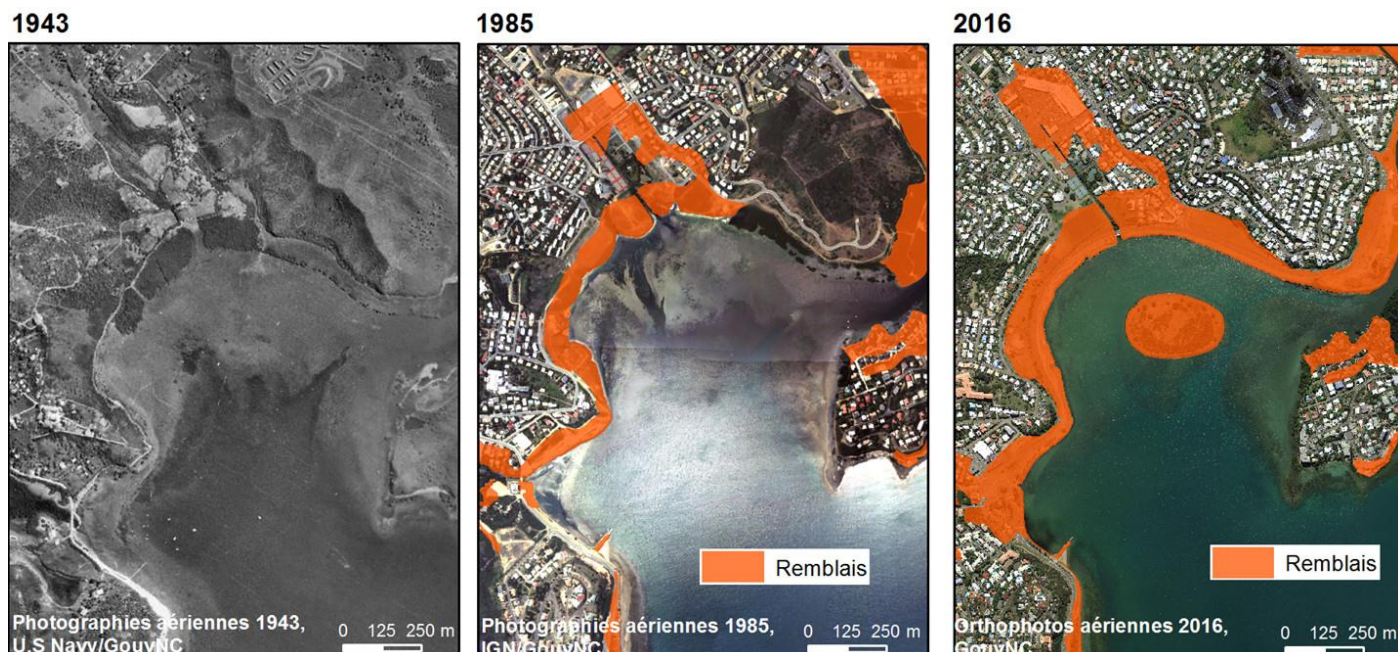 1943
1985
2016
Remblais
Remblais
Photographies aériennes 1943,
U.S Navy/GouvNC
0 125 250 m
Photographies aériennes 1985,
IGN/GouvNC
0 125 250 m
Orthophotos aériennes 2016,
GouvNC
0 125 250 m